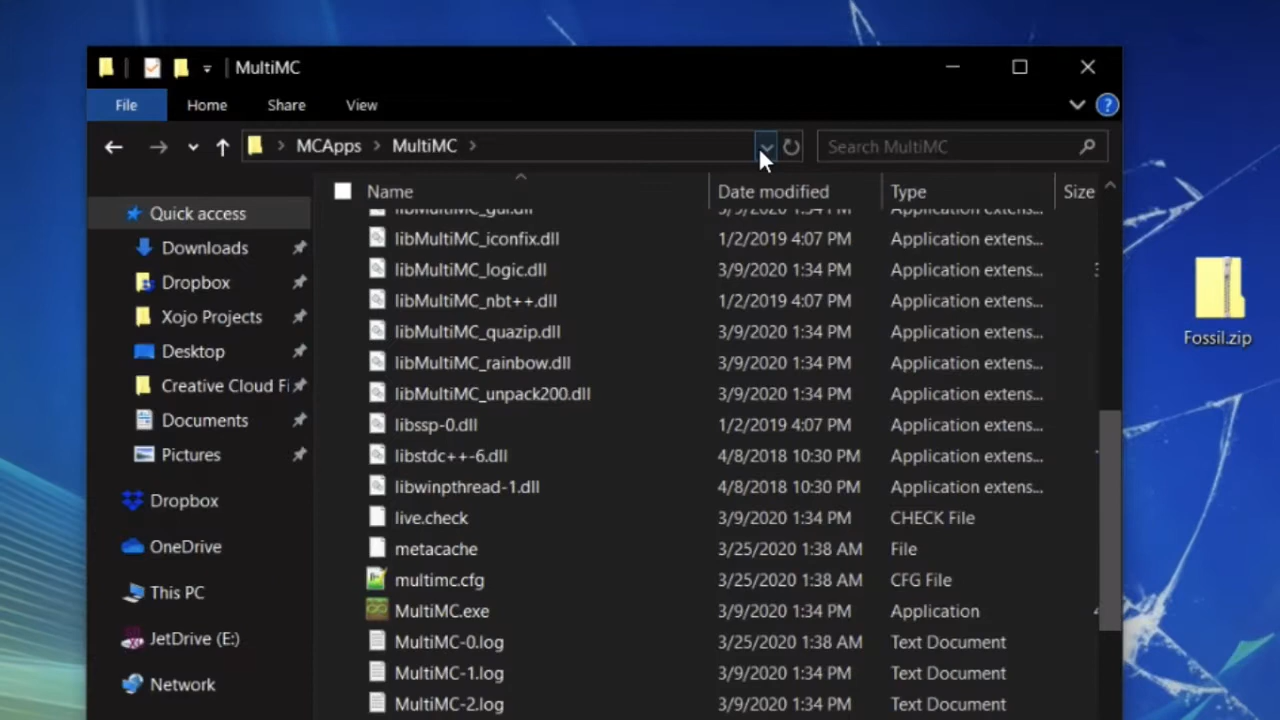 MultiMC
File Home Share View
MCApps MultiMC
Search MultiMC
Name Date modified Type Size
Quick access
Downloads
Dropbox
Xojo Projects
Desktop
Creative Cloud Fi
Documents
Pictures
Dropbox
OneDrive
This PC
JetDrive (E:)
Network
libMultiMC_gui.dll 3/9/2020 1:34 PM Application extens...
libMultiMC_iconfix.dll 1/2/2019 4:07 PM Application extens...
libMultiMC_logic.dll 3/9/2020 1:34 PM Application extens...
libMultiMC_nbt++.dll 1/2/2019 4:07 PM Application extens...
libMultiMC_quazip.dll 3/9/2020 1:34 PM Application extens...
libMultiMC_rainbow.dll 3/9/2020 1:34 PM Application extens...
libMultiMC_unpack200.dll 3/9/2020 1:34 PM Application extens...
libssp-0.dll 1/2/2019 4:07 PM Application extens...
libstdc++-6.dll 4/8/2018 10:30 PM Application extens...
libwinpthread-1.dll 4/8/2018 10:30 PM Application extens...
live.check 3/9/2020 1:34 PM CHECK File
metacache 3/25/2020 1:38 AM File
multimc.cfg 3/25/2020 1:38 AM CFG File
MultiMC.exe 3/9/2020 1:34 PM Application
MultiMC-0.log 3/25/2020 1:38 AM Text Document
MultiMC-1.log 3/9/2020 1:34 PM Text Document
MultiMC-2.log 3/9/2020 1:34 PM Text Document
Fossil.zip